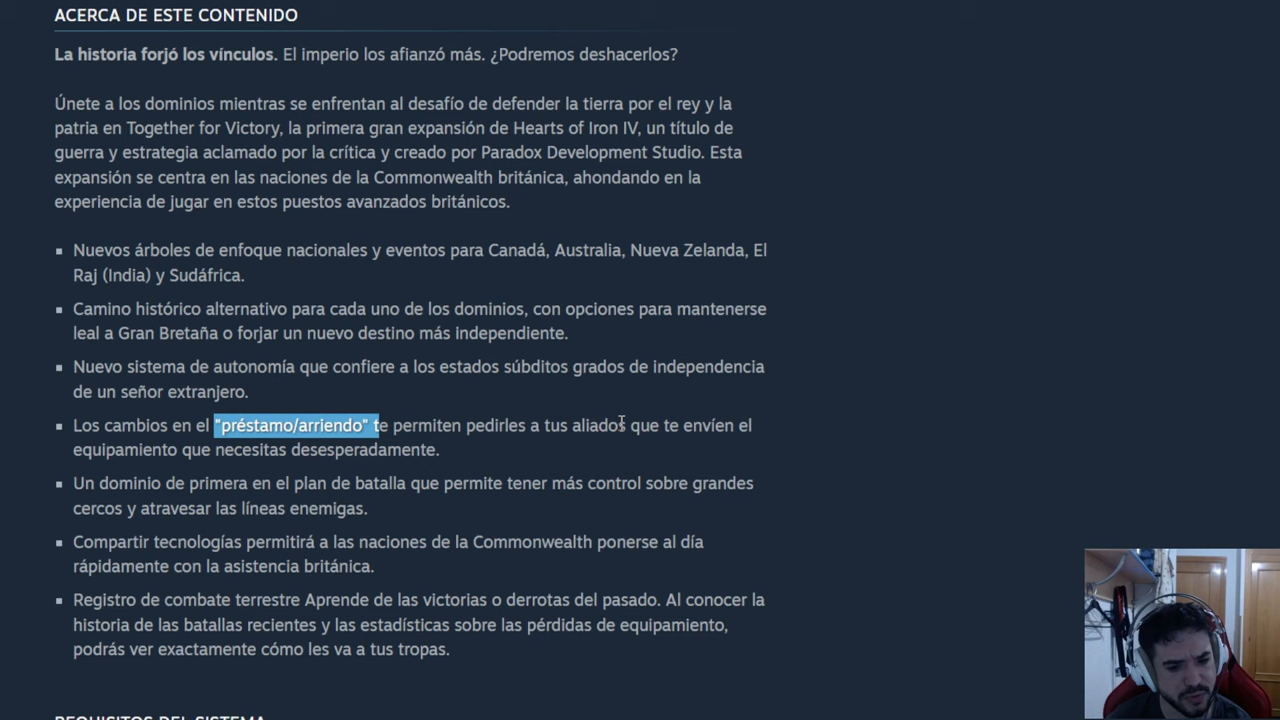 ACERCA DE ESTE CONTENIDO
La historia forjó los vínculos. El imperio los afianzó más. ¿Podremos deshacerlos?
Únete a los dominios mientras se enfrentan al desafío de defender la tierra por el rey y la
patria en Together for Victory, la primera gran expansión de Hearts of Iron IV, un título de
guerra y estrategia aclamado por la crítica y creado por Paradox Development Studio. Esta
expansión se centra en las naciones de la Commonwealth británica, ahondando en la
experiencia de jugar en estos puestos avanzados británicos.
▪ Nuevos árboles de enfoque nacionales y eventos para Canadá, Australia, Nueva Zelanda, El
Raj (India) y Sudáfrica.
▪ Camino histórico alternativo para cada uno de los dominios, con opciones para mantenerse
leal a Gran Bretaña o forjar un nuevo destino más independiente.
▪ Nuevo sistema de autonomía que confiere a los estados súbditos grados de independencia
de un señor extranjero.
▪ Los cambios en el "préstamo/arriendo" te permiten pedirles a tus aliados que te envíen el
equipamiento que necesitas desesperadamente.
▪ Un dominio de primera en el plan de batalla que permite tener más control sobre grandes
cercos y atravesar las líneas enemigas.
▪ Compartir tecnologías permitirá a las naciones de la Commonwealth ponerse al día
rápidamente con la asistencia británica.
▪ Registro de combate terrestre Aprende de las victorias o derrotas del pasado. Al conocer la
historia de las batallas recientes y las estadísticas sobre las pérdidas de equipamiento,
podrás ver exactamente cómo les va a tus tropas.
REQUISITOS DEL SISTEMA